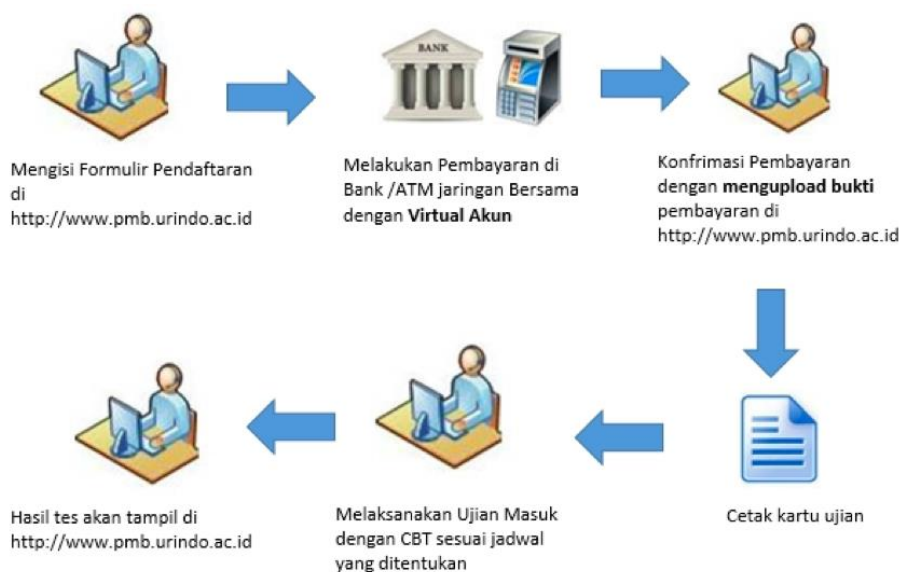 BANK
Mengisi Formulir Pendaftaran
di
http://www.pmb.urindo.ac.id
Melakukan Pembayaran di
Bank /ATM jaringan Bersama
dengan Virtual Akun
Konfrimasi Pembayaran
dengan mengupload bukti
pembayaran di
http://www.pmb.urindo.ac.id
Cetak kartu ujian
Melaksanakan Ujian Masuk
dengan CBT sesuai jadwal
yang ditentukan
Hasil tes akan tampil di
http://www.pmb.urindo.ac.id